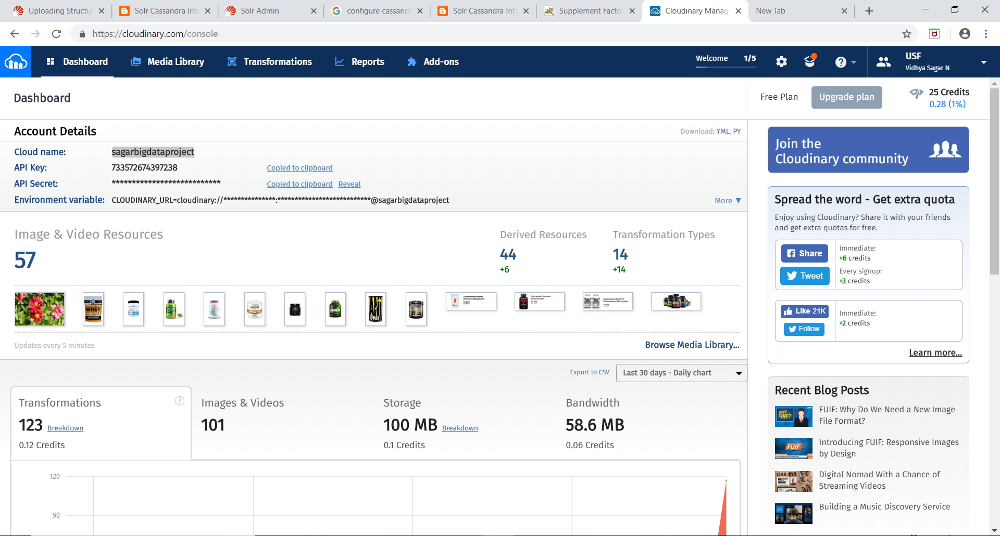 Uploading Structu
Solr Cassandra Inte
Solr Admin
configure cassandr
Solr Cassandra Inte
Supplement Factor
Cloudinary Manag
New Tab
https://cloudinary.com/console
Dashboard
Media Library
Transformations
Reports
Add-ons
Welcome 1/5
USF
Vidhya Sagar N
Dashboard
Free Plan
Upgrade plan
25 Credits
0.28 (1%)
Account Details
Download: YML, PY
Cloud name: sagarbigdataproject
API Key: 733572674397238 Copied to clipboard
API Secret: *************************** Copied to clipboard Reveal
Environment variable: CLOUDINARY_URL=cloudinary://***************:***************************@sagarbigdataproject
More ▼
Image & Video Resources
57
Derived Resources
44
+6
Transformation Types
14
+14
WHEY
PAK
Updates every 5 minutes
Browse Media Library...
Export to CSV
Last 30 days - Daily chart
Transformations
?
123 Breakdown
0.12 Credits
Images & Videos
101
Storage
100 MB Breakdown
0.1 Credits
Bandwidth
58.6 MB
0.06 Credits
120
90
Join the
Cloudinary community
Spread the word - Get extra quota
Enjoy using Cloudinary? Share it with your friends
and get extra quotas for free.
Share
Tweet
Immediate:
+6 credits
Every signup:
+3 credits
Like 21K
Follow
Immediate:
+2 credits
Learn more...
Recent Blog Posts
WHY
FUIF?
FUIF: Why Do We Need a New Image
File Format?
FUIF
Introducing FUIF: Responsive Images
by Design
Q&A
Digital Nomad With a Chance of
Streaming Videos
Building a Music Discovery Service